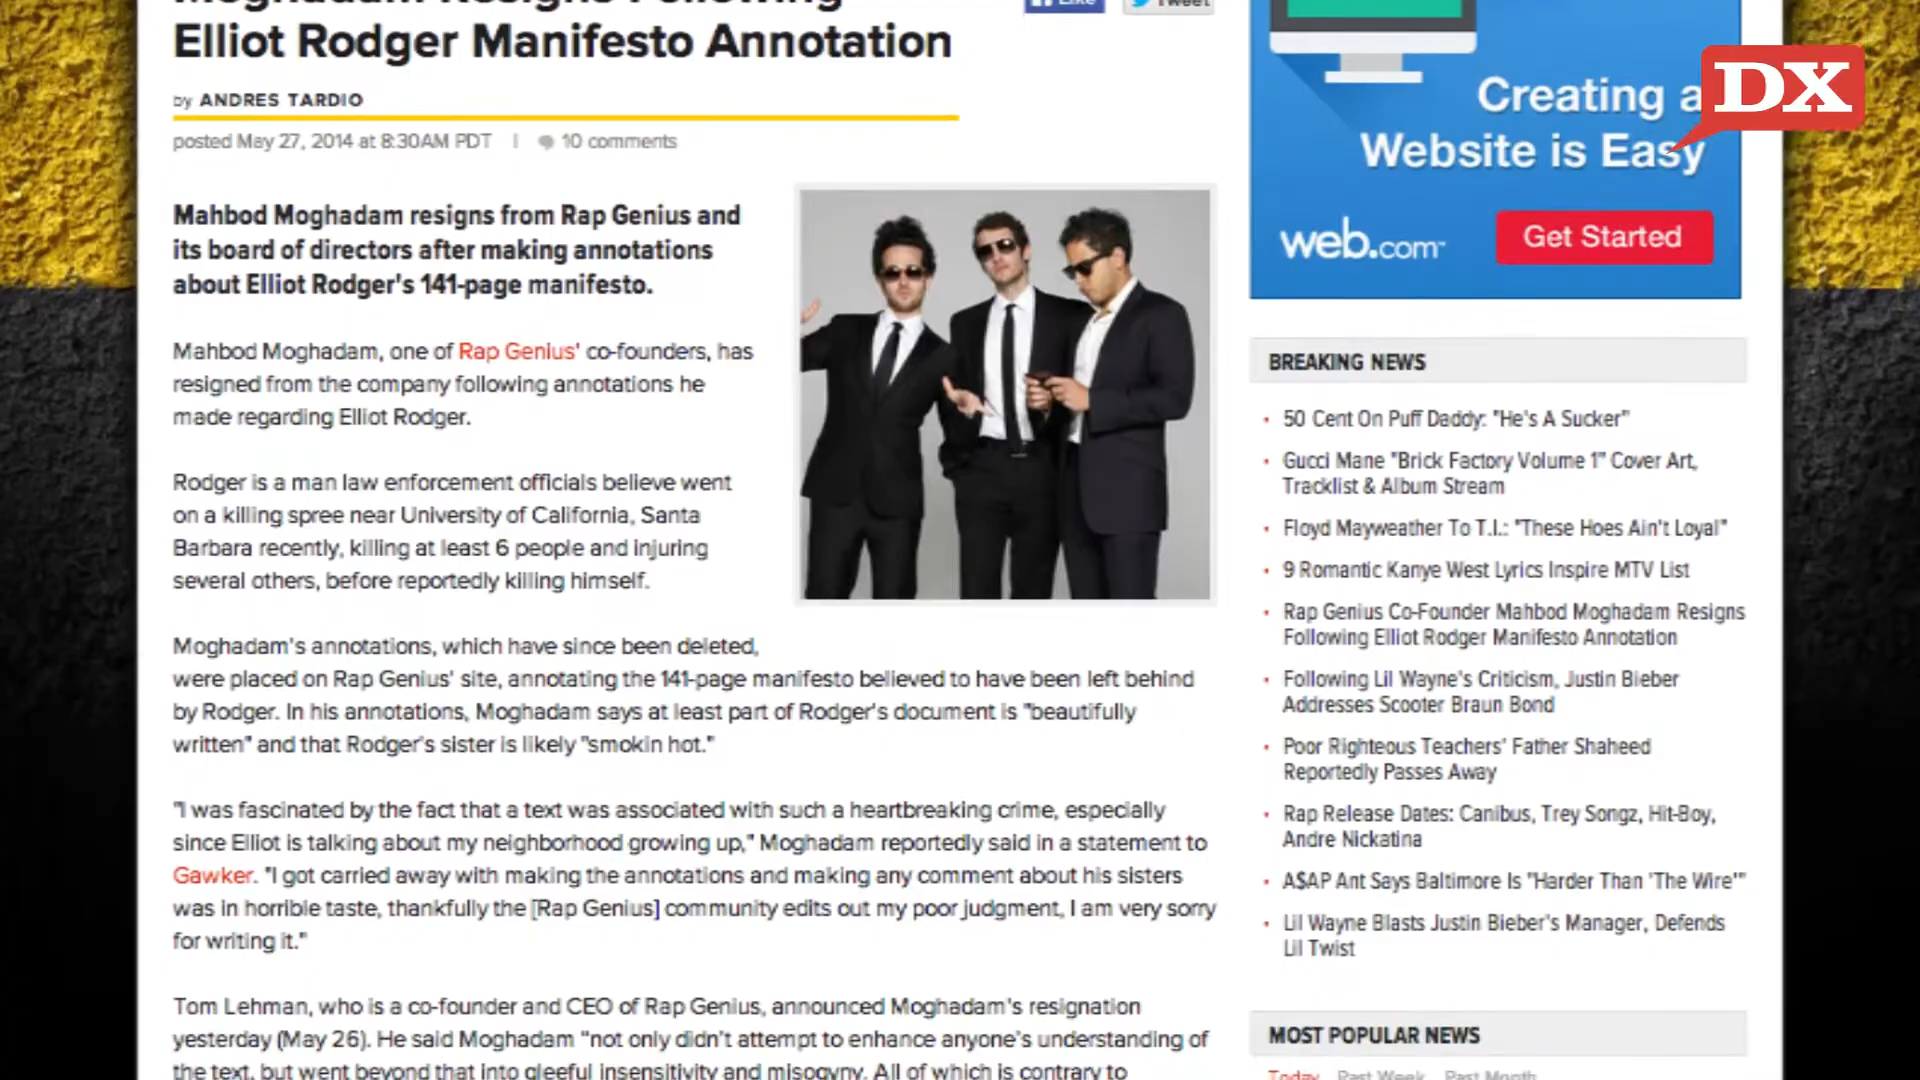 Moghadam Resigns Following
Elliot Rodger Manifesto Annotation
Like
Tweet
by ANDRES TARDIO
posted May 27, 2014 at 8:30AM PDT | 10 comments
Mahbod Moghadam resigns from Rap Genius and
its board of directors after making annotations
about Elliot Rodger's 141-page manifesto.
Mahbod Moghadam, one of Rap Genius' co-founders, has
resigned from the company following annotations he
made regarding Elliot Rodger.
Rodger is a man law enforcement officials believe went
on a killing spree near University of California, Santa
Barbara recently, killing at least 6 people and injuring
several others, before reportedly killing himself.
Moghadam's annotations, which have since been deleted,
were placed on Rap Genius' site, annotating the 141-page manifesto believed to have been left behind
by Rodger. In his annotations, Moghadam says at least part of Rodger's document is "beautifully
written" and that Rodger's sister is likely "smokin hot."
"I was fascinated by the fact that a text was associated with such a heartbreaking crime, especially
since Elliot is talking about my neighborhood growing up," Moghadam reportedly said in a statement to
Gawker. "I got carried away with making the annotations and making any comment about his sisters
was in horrible taste, thankfully the [Rap Genius] community edits out my poor judgment, I am very sorry
for writing it."
Tom Lehman, who is a co-founder and CEO of Rap Genius, announced Moghadam's resignation
yesterday (May 26). He said Moghadam "not only didn't attempt to enhance anyone's understanding of
the text, but went beyond that into gleeful insensitivity and misogyny. All of which is contrary to
Creating a
Website is Easy
web.com
Get Started
DX
BREAKING NEWS
50 Cent On Puff Daddy: "He's A Sucker"
Gucci Mane "Brick Factory Volume 1" Cover Art,
Tracklist & Album Stream
Floyd Mayweather To T.I.: "These Hoes Ain't Loyal"
9 Romantic Kanye West Lyrics Inspire MTV List
Rap Genius Co-Founder Mahbod Moghadam Resigns
Following Elliot Rodger Manifesto Annotation
Following Lil Wayne's Criticism, Justin Bieber
Addresses Scooter Braun Bond
Poor Righteous Teachers' Father Shaheed
Reportedly Passes Away
Rap Release Dates: Canibus, Trey Songz, Hit-Boy,
Andre Nickatina
A$AP Ant Says Baltimore Is "Harder Than 'The Wire'"
Lil Wayne Blasts Justin Bieber's Manager, Defends
Lil Twist
MOST POPULAR NEWS
Today Past Week Past Month